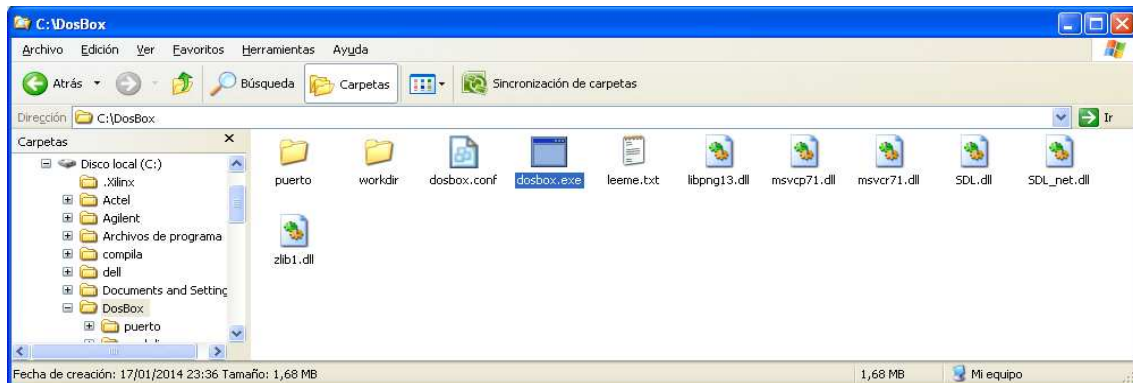 C:\DosBox
Archivo Edición Ver Favoritos Herramientas Ayuda
Atrás Búsqueda Carpetas Sincronización de carpetas
Dirección C:\DosBox Ir
Carpetas
Disco local (C:)
.Xilinx
Actel
Agilent
Archivos de programa
compila
dell
Documents and Setting
DosBox
puerto
puerto workdir dosbox.conf dosbox.exe leeme.txt libpng13.dll msvcp71.dll msvcr71.dll SDL.dll SDL_net.dll
zlib1.dll
Fecha de creación: 17/01/2014 23:36 Tamaño: 1,68 MB 1,68 MB Mi equipo